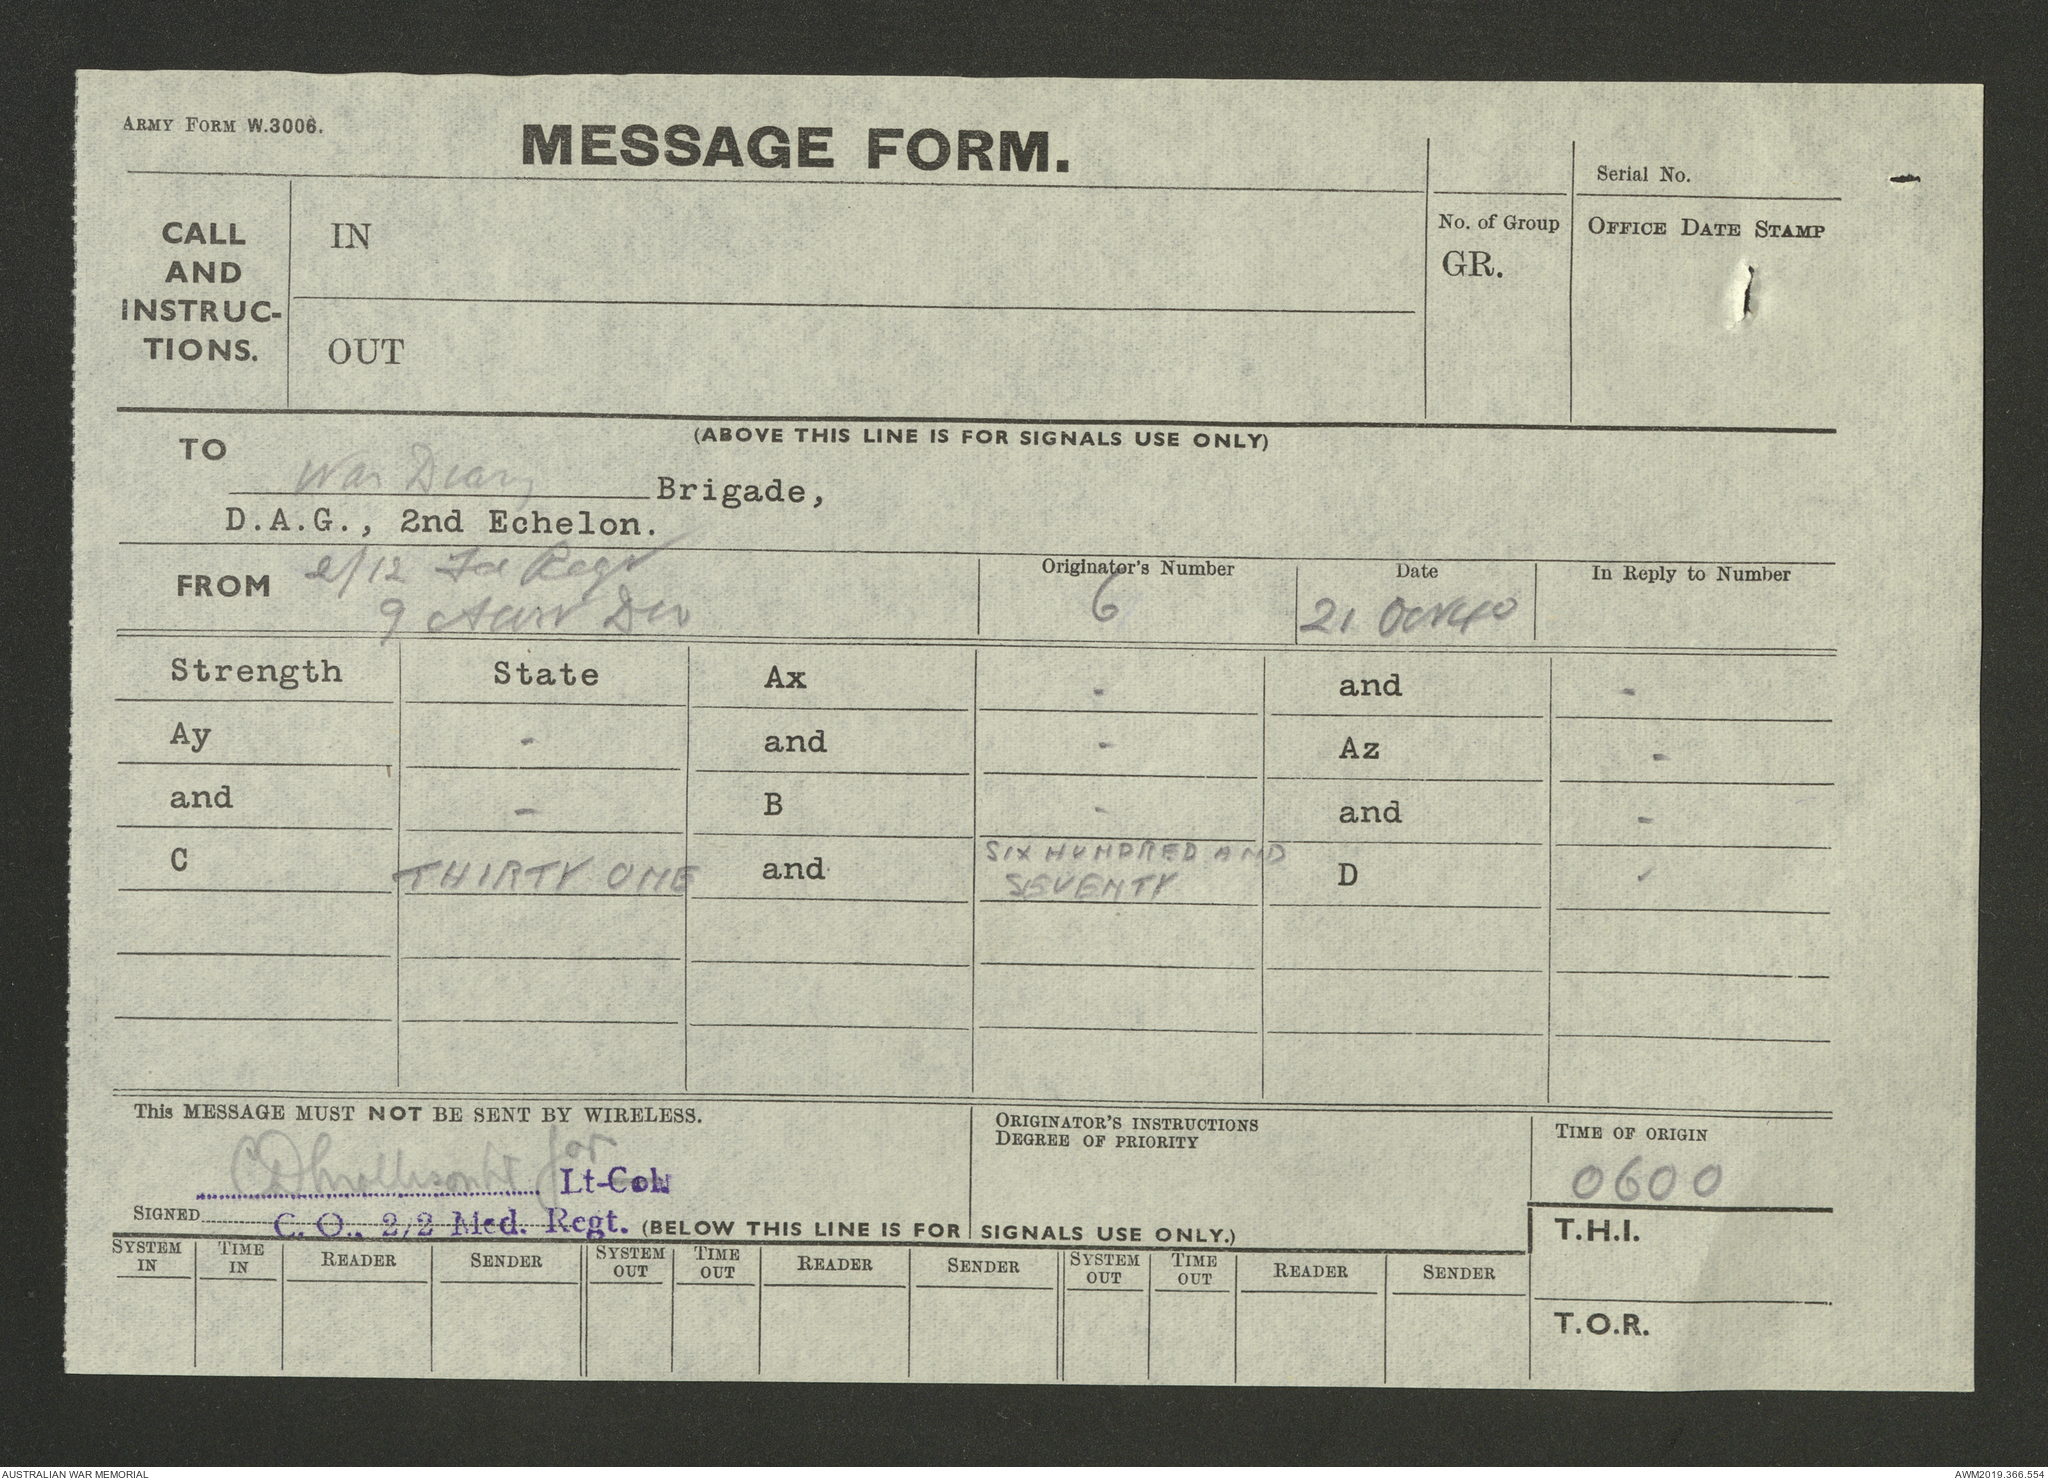 ARMY FORM W.3006.
MESSAGE FORM.
Serial No.
CALL
AND
INSTRUC-
TIONS.
IN
OUT
No. of Group
GR.
OFFICE DATE STAMP
(ABOVE THIS LINE IS FOR SIGNALS USE ONLY)
TO
War Diary Brigade,
D.A.G., 2nd Echelon.
FROM 2/12 Fd Regt
9 Aust Div
Originator's Number
6
Date
21 Oct 40
In Reply to Number
Strength State Ax - and -
Ay - and - Az -
and - B - and -
C THIRTY ONE and SIX HUNDRED AND
SEVENTY D
This MESSAGE MUST NOT BE SENT BY WIRELESS.
ORIGINATOR'S INSTRUCTIONS
DEGREE OF PRIORITY
TIME OF ORIGIN
0600
for Lt-Col.
SIGNED C. O., 2/2 Med. Regt. (BELOW THIS LINE IS FOR SIGNALS USE ONLY.)
T.H.I.
T.O.R.
SYSTEM
IN
TIME
IN
READER
SENDER
SYSTEM
OUT
TIME
OUT
READER
SENDER
SYSTEM
OUT
TIME
OUT
READER
SENDER
AUSTRALIAN WAR MEMORIAL
AWM2019.366.554